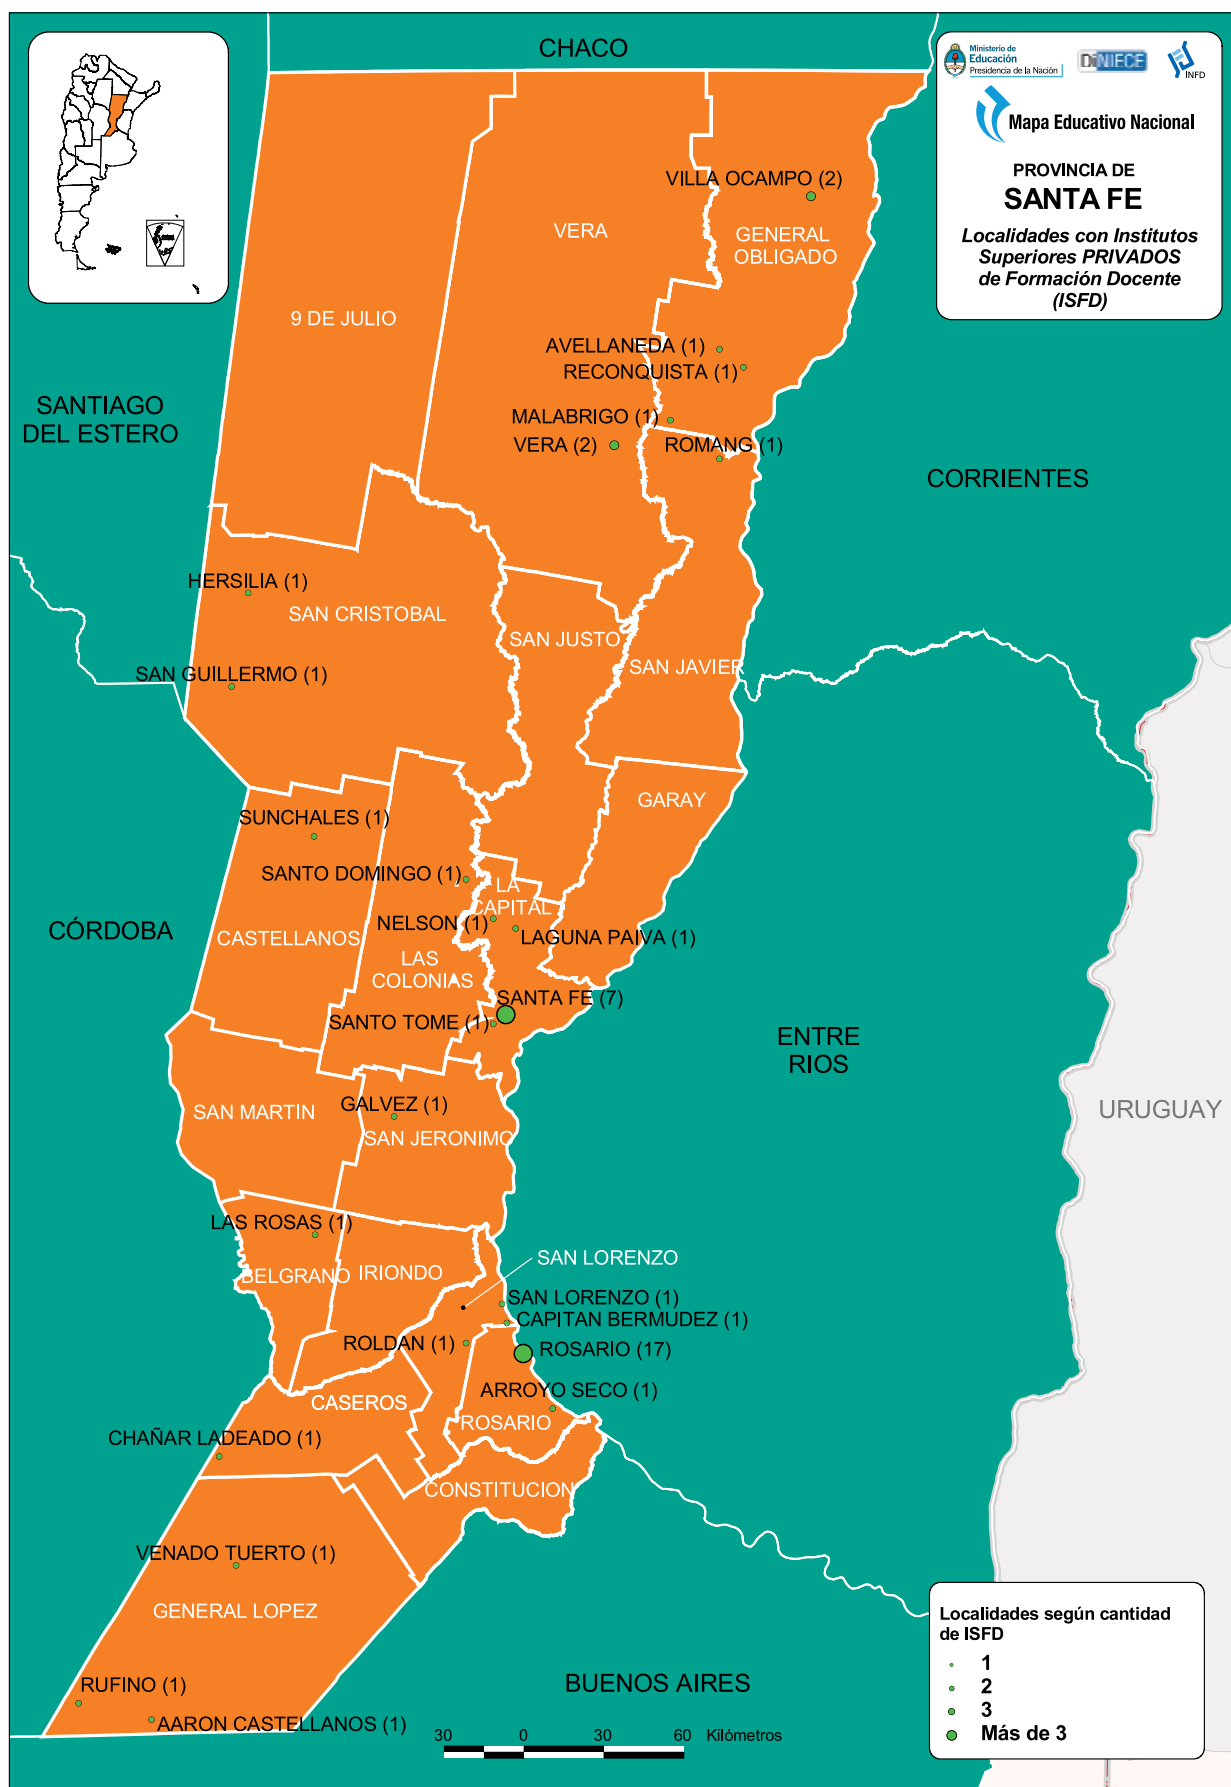 CHACO
Ministerio de
Educación
Presidencia de la Nación
DiNIECE
INFD
Mapa Educativo Nacional
PROVINCIA DE
SANTA FE
Localidades con Institutos
Superiores PRIVADOS
de Formación Docente
(ISFD)
VILLA OCAMPO (2)
VERA
GENERAL
OBLIGADO
9 DE JULIO
AVELLANEDA (1)
RECONQUISTA (1)
SANTIAGO
DEL ESTERO
MALABRIGO (1)
VERA (2)
ROMANG (1)
CORRIENTES
HERSILIA (1)
SAN CRISTOBAL
SAN JUSTO
SAN JAVIER
SAN GUILLERMO (1)
GARAY
SUNCHALES (1)
SANTO DOMINGO (1)
LA
CAPITAL
NELSON (1)
LAGUNA PAIVA (1)
CÓRDOBA
CASTELLANOS
LAS
COLONIAS
SANTA FE (7)
SANTO TOME (1)
ENTRE
RIOS
GALVEZ (1)
SAN MARTIN
SAN JERONIMO
URUGUAY
LAS ROSAS (1)
BELGRANO
IRIONDO
SAN LORENZO
SAN LORENZO (1)
CAPITAN BERMUDEZ (1)
ROLDAN (1)
ROSARIO (17)
ARROYO SECO (1)
CASEROS
ROSARIO
CHAÑAR LADEADO (1)
CONSTITUCION
VENADO TUERTO (1)
GENERAL LOPEZ
RUFINO (1)
AARON CASTELLANOS (1)
BUENOS AIRES
30 0 30 60 Kilómetros
Localidades según cantidad
de ISFD
1
2
3
Más de 3